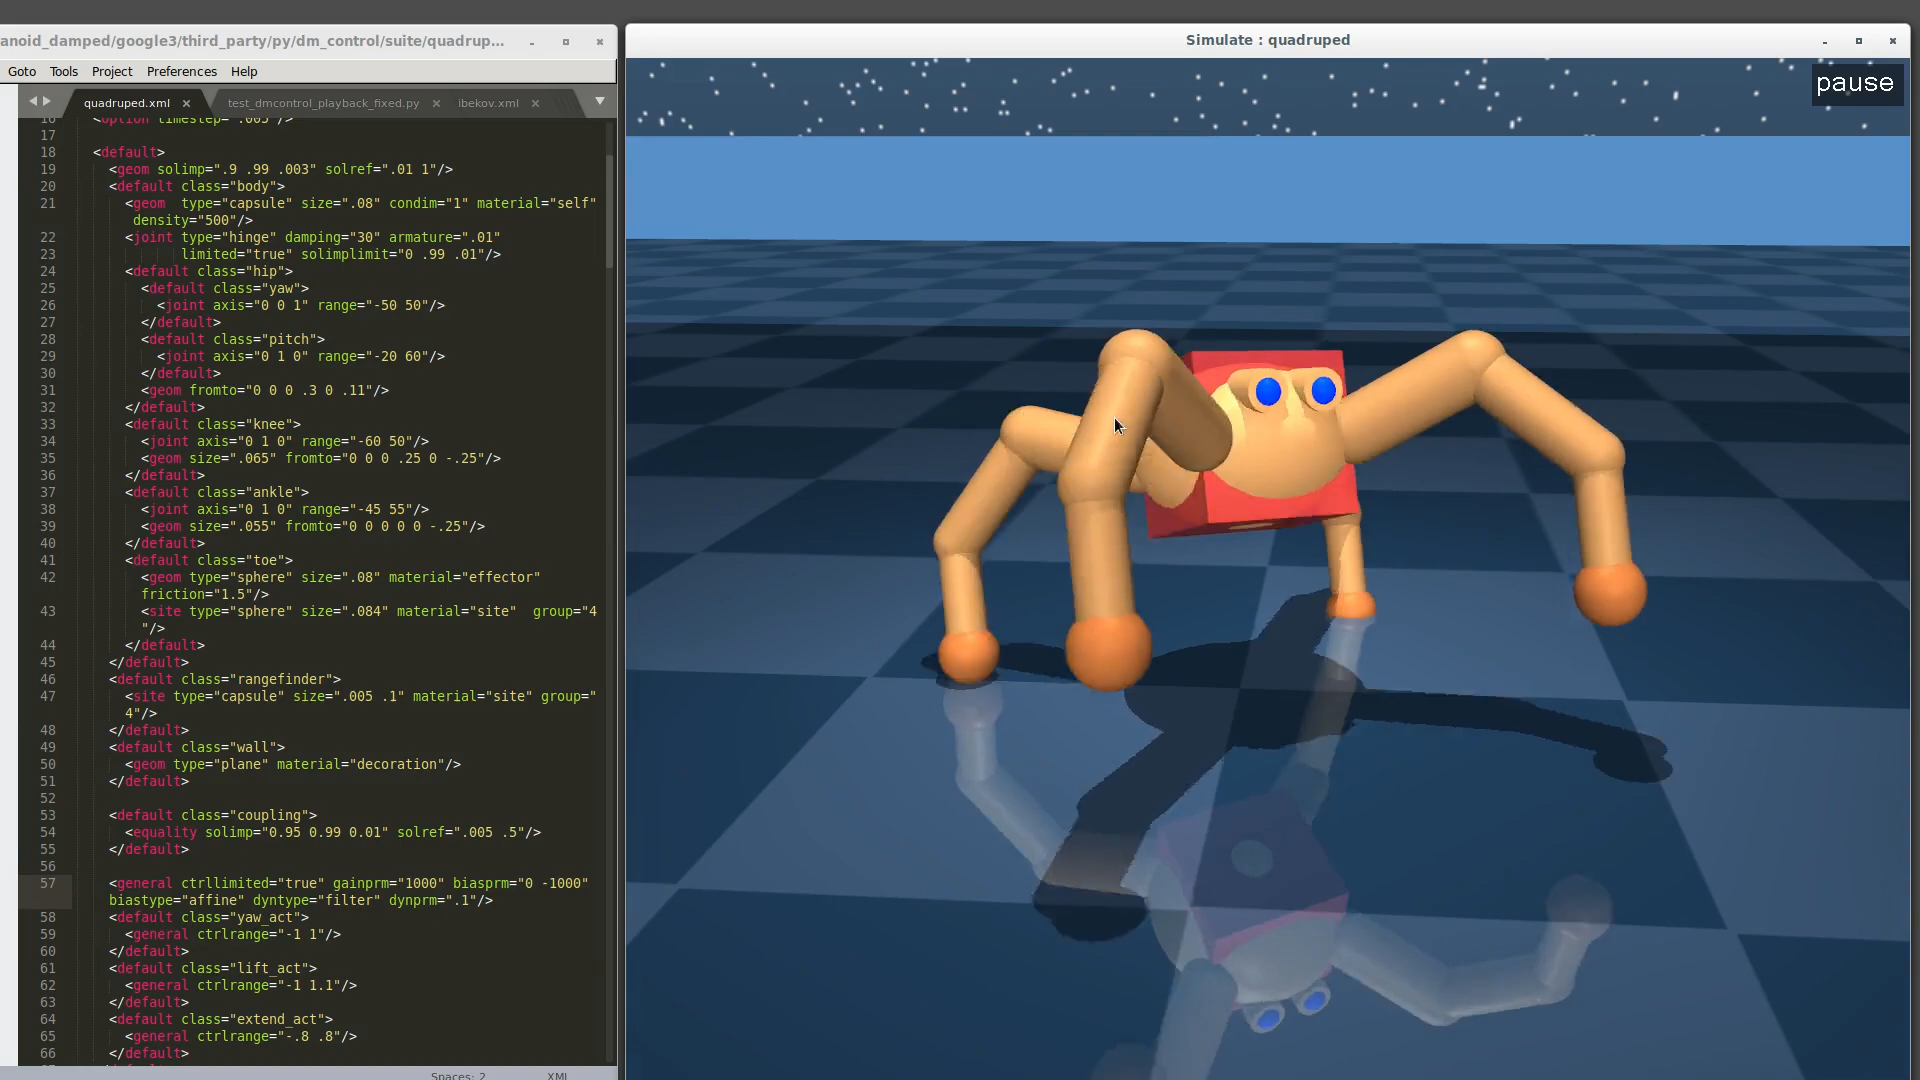 anoid_damped/google3/third_party/py/dm_control/suite/quadrup...
Goto Tools Project Preferences Help
quadruped.xml
test_dmcontrol_playback_fixed.py
ibekov.xml
16 <option timestep=".005"/>
17
18 <default>
19 <geom solimp=".9 .99 .003" solref=".01 1"/>
20 <default class="body">
21 <geom  type="capsule" size=".08" condim="1" material="self"
density="500"/>
22 <joint type="hinge" damping="30" armature=".01"
23 limited="true" solimplimit="0 .99 .01"/>
24 <default class="hip">
25 <default class="yaw">
26 <joint axis="0 0 1" range="-50 50"/>
27 </default>
28 <default class="pitch">
29 <joint axis="0 1 0" range="-20 60"/>
30 </default>
31 <geom fromto="0 0 0 .3 0 .11"/>
32 </default>
33 <default class="knee">
34 <joint axis="0 1 0" range="-60 50"/>
35 <geom size=".065" fromto="0 0 0 .25 0 -.25"/>
36 </default>
37 <default class="ankle">
38 <joint axis="0 1 0" range="-45 55"/>
39 <geom size=".055" fromto="0 0 0 0 0 -.25"/>
40 </default>
41 <default class="toe">
42 <geom type="sphere" size=".08" material="effector"
friction="1.5"/>
43 <site type="sphere" size=".084" material="site"  group="4
"/>
44 </default>
45 </default>
46 <default class="rangefinder">
47 <site type="capsule" size=".005 .1" material="site" group="
4"/>
48 </default>
49 <default class="wall">
50 <geom type="plane" material="decoration"/>
51 </default>
52
53 <default class="coupling">
54 <equality solimp="0.95 0.99 0.01" solref=".005 .5"/>
55 </default>
56
57 <general ctrllimited="true" gainprm="1000" biasprm="0 -1000"
biastype="affine" dyntype="filter" dynprm=".1"/>
58 <default class="yaw_act">
59 <general ctrlrange="-1 1"/>
60 </default>
61 <default class="lift_act">
62 <general ctrlrange="-1 1.1"/>
63 </default>
64 <default class="extend_act">
65 <general ctrlrange="-.8 .8"/>
66 </default>
Spaces: 2 XML
Simulate : quadruped
pause